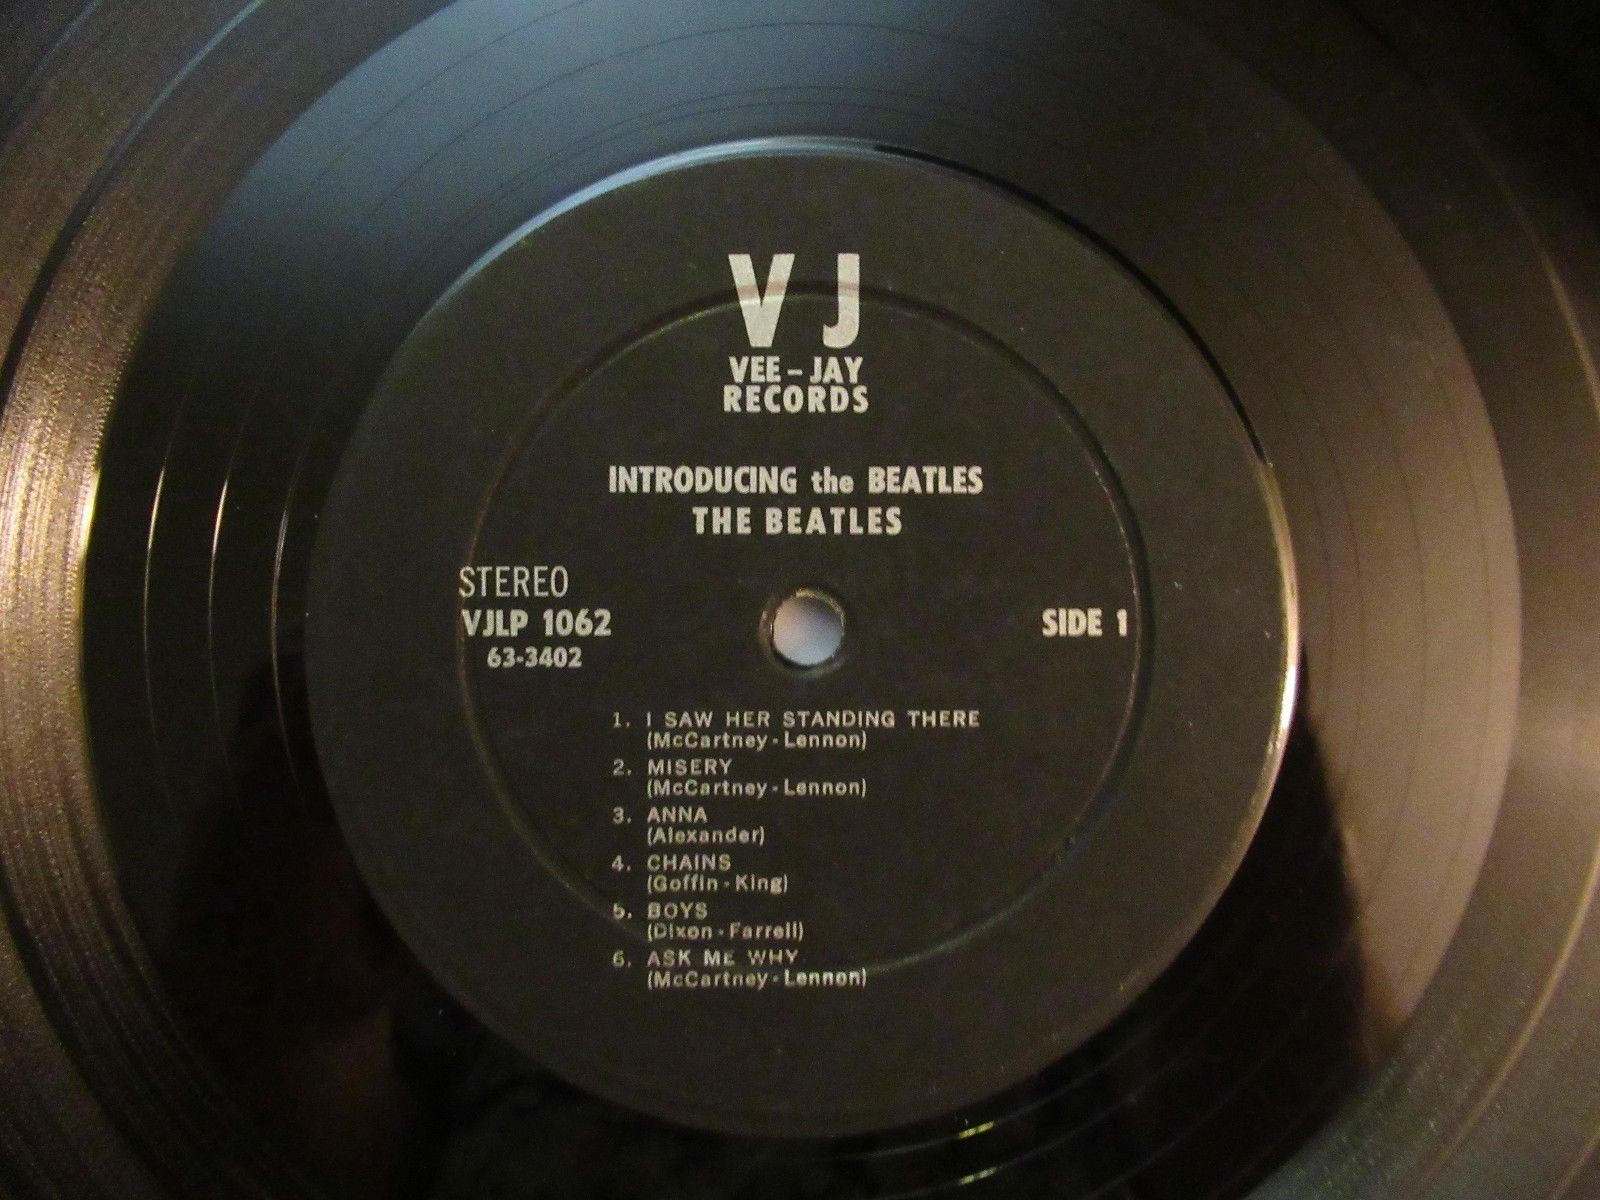 V J
VEE-JAY
RECORDS
INTRODUCING the BEATLES
THE BEATLES
STEREO
VJLP 1062
63-3402
SIDE 1
1. I SAW HER STANDING THERE
(McCartney - Lennon)
2. MISERY
(McCartney - Lennon)
3. ANNA
(Alexander)
4. CHAINS
(Goffin - King)
5. BOYS
(Dixon - Farrell)
6. ASK ME WHY
(McCartney - Lennon)